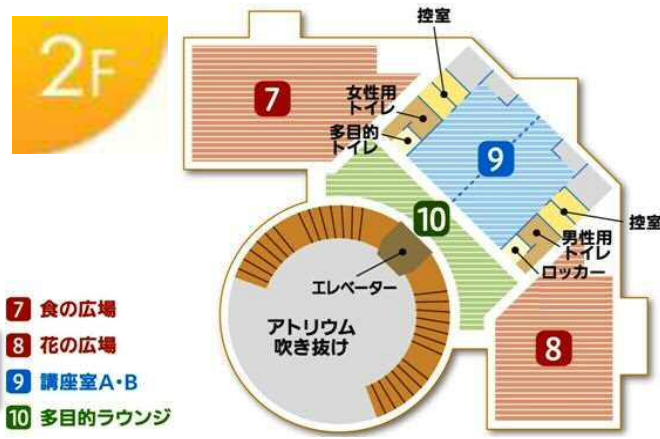 2F
控室
7
女性用
トイレ
多目的
トイレ
9
10
控室
男性用
トイレ
ロッカー
エレベーター
アトリウム
吹き抜け
8
7 食の広場
8 花の広場
9 講座室A・B
10 多目的ラウンジ